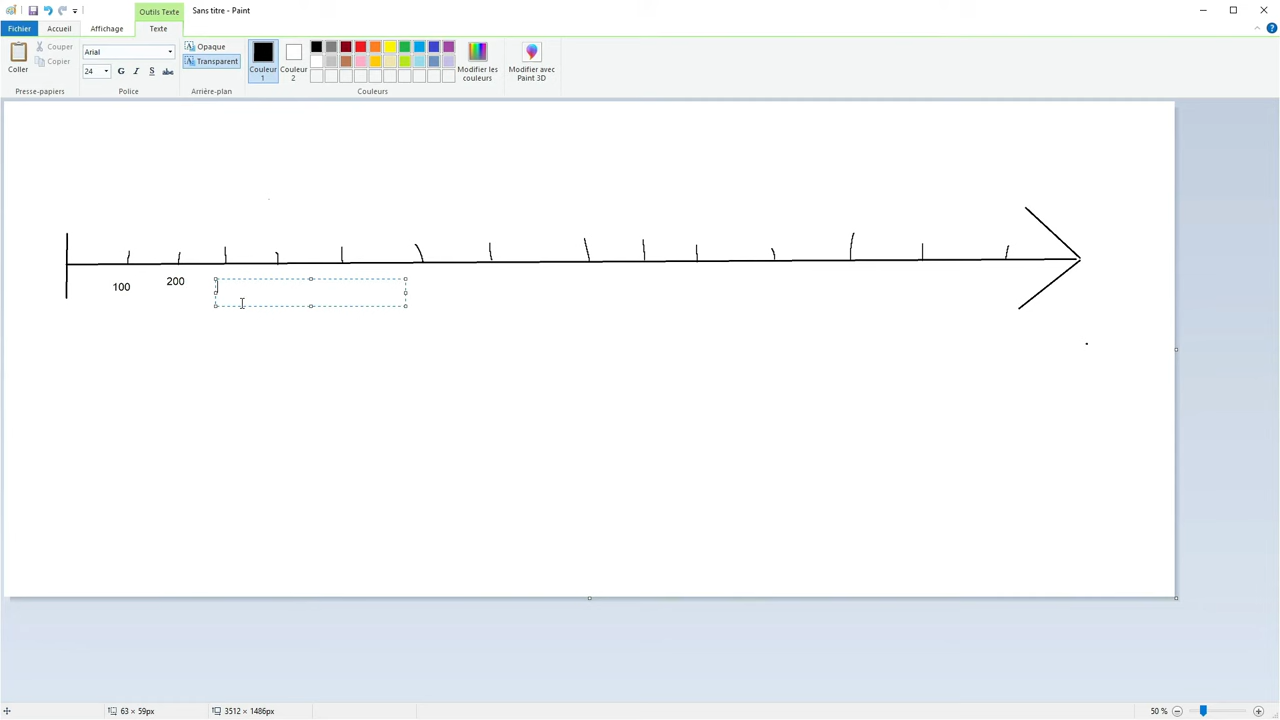 Outils Texte
Sans titre - Paint
Fichier
Accueil
Affichage
Texte
Coller
Couper
Copier
Presse-papiers
Arial
24
G I S abc
Police
Opaque
Transparent
Arrière-plan
Couleur
1
Couleur
2
Modifier les
couleurs
Couleurs
Modifier avec
Paint 3D
100
200
63 × 59px
3512 × 1486px
50 %